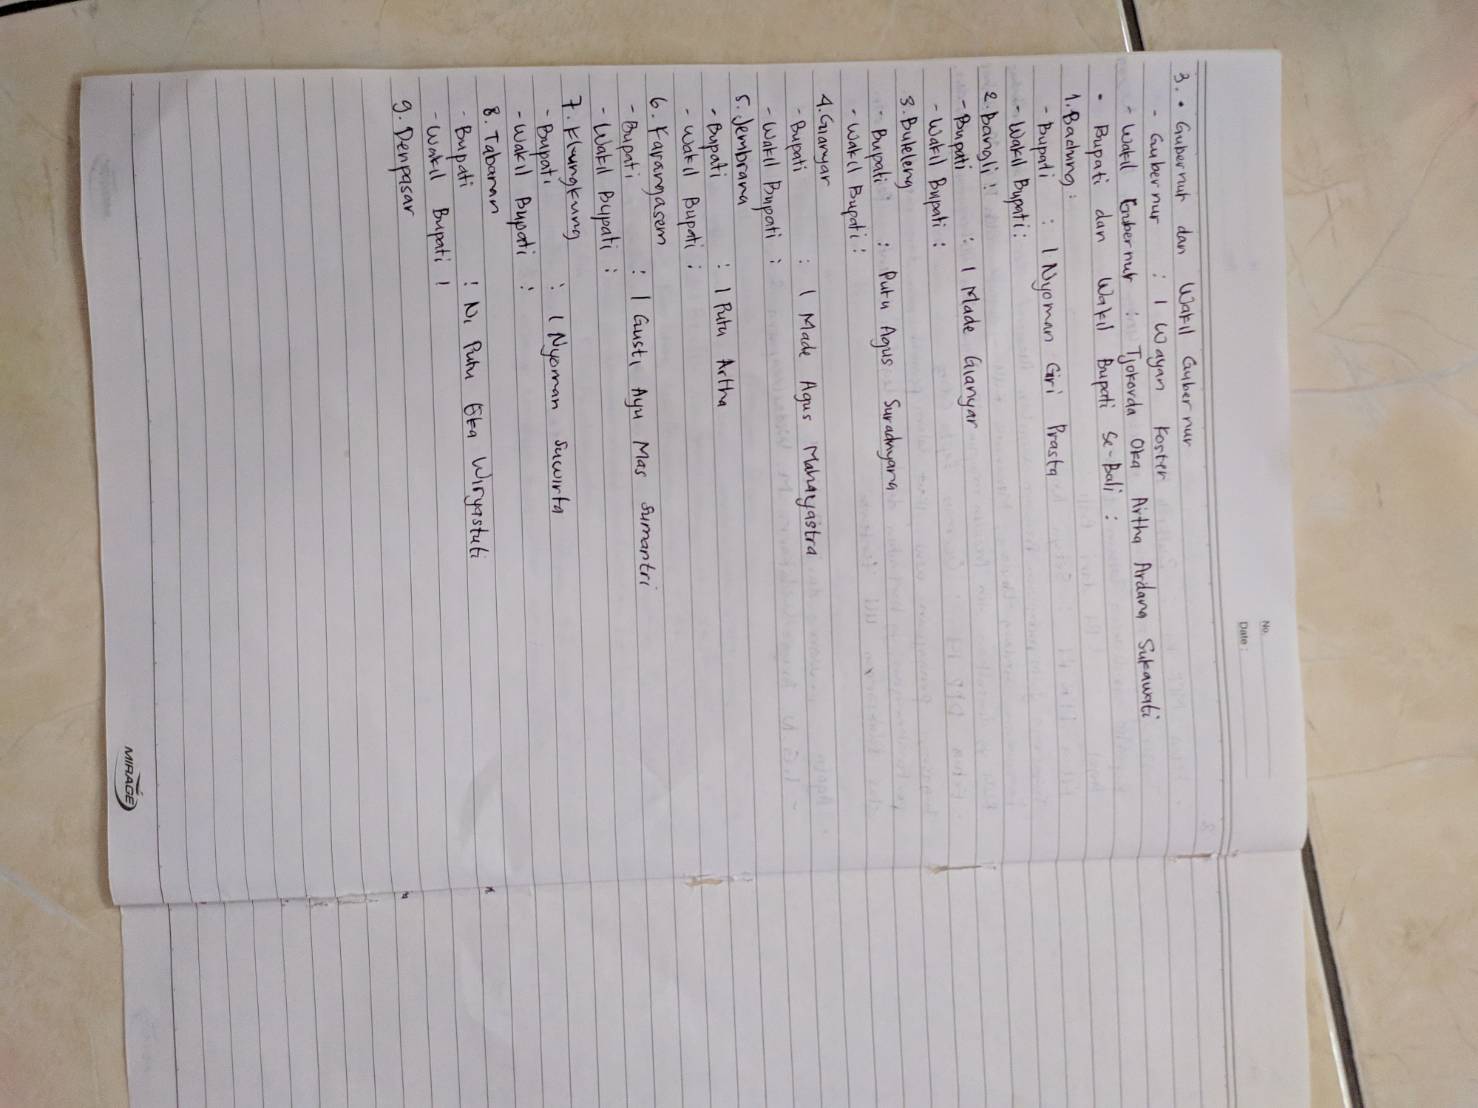 No.
Date :
3. • Gubernur dan Wakil Gubernur
- Gubernur : I Wayan Koster
- Wakil Gubernur : Tjokorda Oka Artha Ardana Sukawati
• Bupati dan Wakil Bupati Se-Bali :
1. Badung :
- Bupati : I Nyoman Giri Prasta
- Wakil Bupati :
2. Bangli :
- Bupati : I Made Gianyar
- Wakil Bupati :
3. Buleleng
- Bupati : Putu Agus Suradnyana
- Wakil Bupati :
4. Gianyar
- Bupati : I Made Agus Mahayastra
- Wakil Bupati :
5. Jembrana
- Bupati : I Putu Artha
- Wakil Bupati :
6. Karangasem
- Bupati : I Gusti Ayu Mas Sumantri
- Wakil Bupati :
7. Klungkung
- Bupati : I Nyoman Suwirta
- Wakil Bupati :
8. Tabanan
- Bupati : Ni Putu Eka Wiryastuti
- Wakil Bupati :
9. Denpasar
MIRAGE